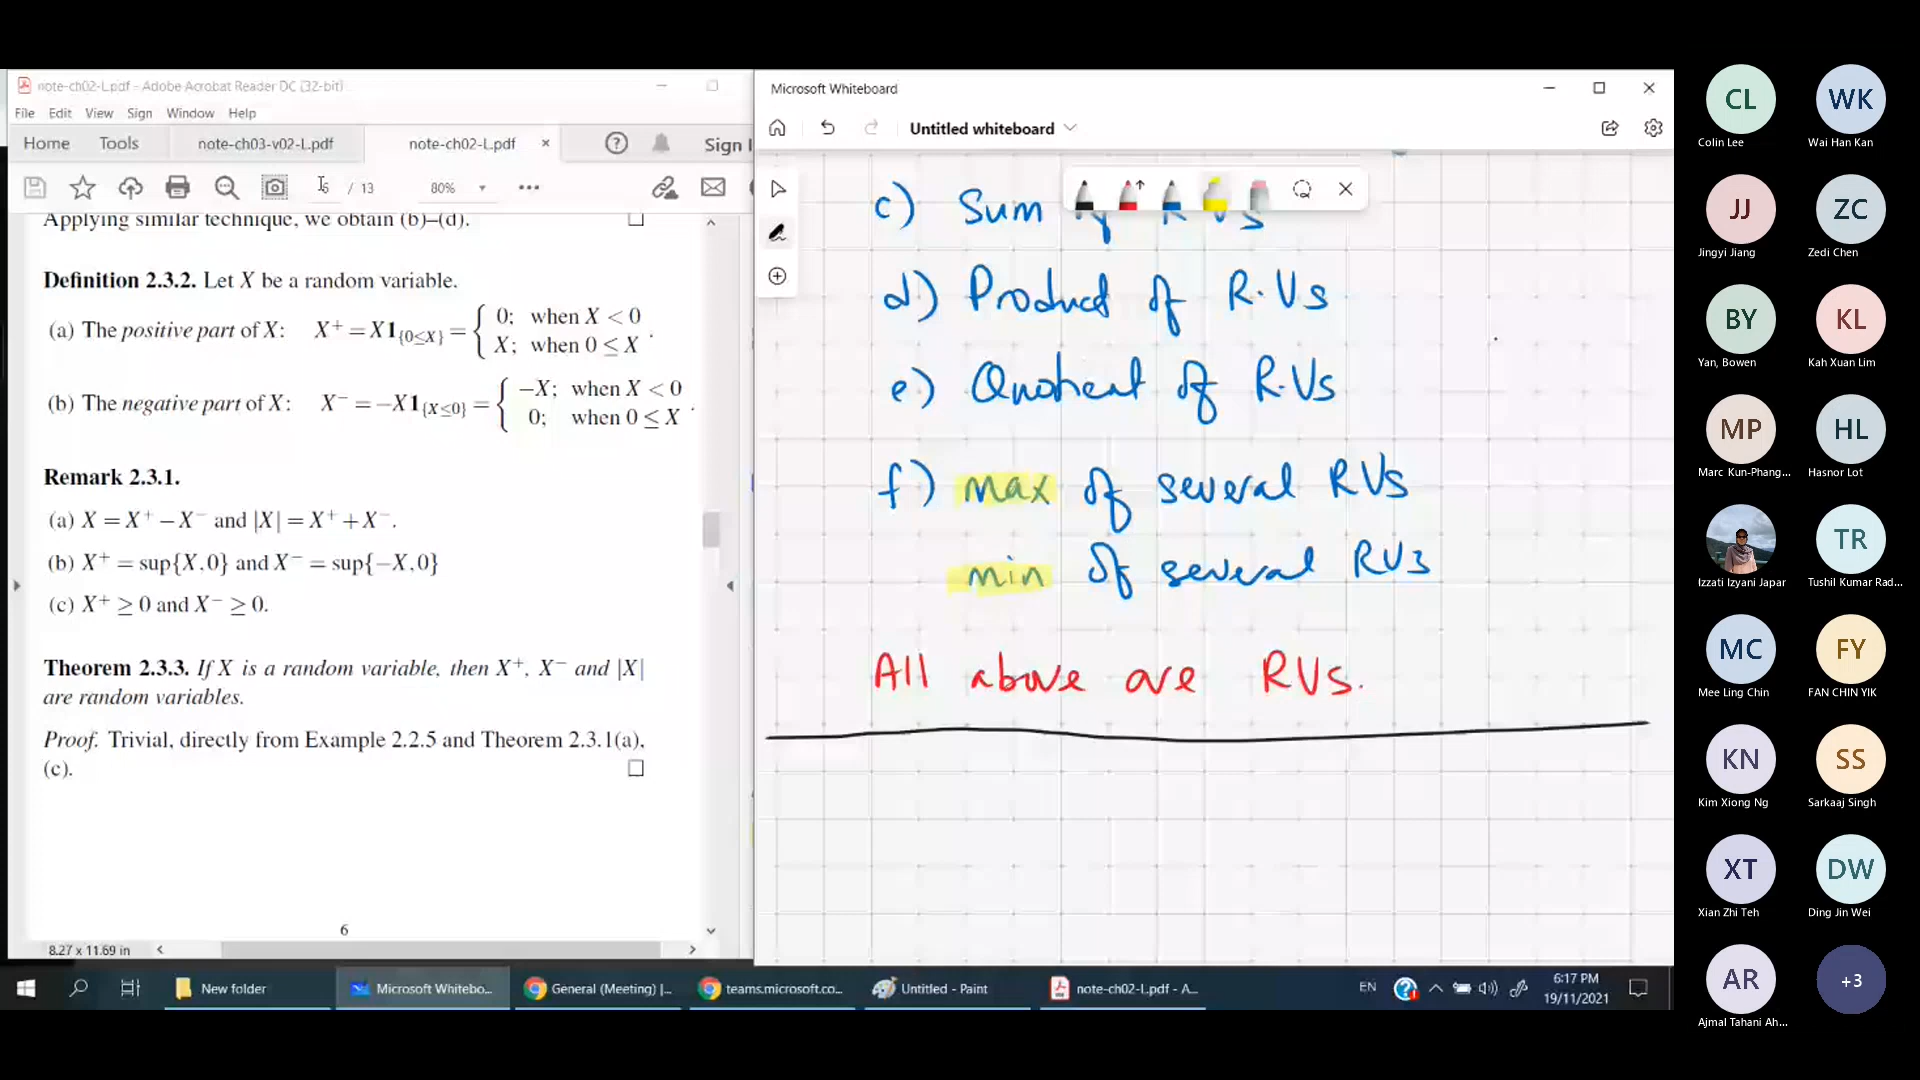 note-ch02-L.pdf - Adobe Acrobat Reader DC (32-bit)
File Edit View Sign Window Help
Home Tools note-ch03-v02-L.pdf note-ch02-L.pdf × Sign I
/ 13 80%
Applying similar technique, we obtain (b)–(d). □
Definition 2.3.2. Let X be a random variable.
(a) The positive part of X: X⁺ = X1_{0≤X} = { 0; when X < 0
X; when 0 ≤ X .
(b) The negative part of X: X⁻ = −X1_{X≤0} = { −X; when X < 0
0; when 0 ≤ X .
Remark 2.3.1.
(a) X = X⁺ − X⁻ and |X| = X⁺ + X⁻.
(b) X⁺ = sup{X,0} and X⁻ = sup{−X,0}
(c) X⁺ ≥ 0 and X⁻ ≥ 0.
Theorem 2.3.3. If X is a random variable, then X⁺, X⁻ and |X|
are random variables.
Proof. Trivial, directly from Example 2.2.5 and Theorem 2.3.1(a),
(c). □
6
8.27 x 11.69 in
Microsoft Whiteboard
Untitled whiteboard
c) Sum
d) Product of R.Vs
e) Quotient of R.Vs
f) max of several RVs
min of several RVs
All above are RVs.
New folder
Microsoft Whitebo...
General (Meeting) |...
teams.microsoft.co...
Untitled - Paint
note-ch02-L.pdf - A...
EN
6:17 PM
19/11/2021
CL WK
Colin Lee Wai Han Kan
JJ ZC
Jingyi Jiang Zedi Chen
BY KL
Yan, Bowen Kah Xuan Lim
MP HL
Marc Kun-Phang... Hasnor Lot
TR
Izzati Izyani Japar Tushil Kumar Rad...
MC FY
Mee Ling Chin FAN CHIN YIK
KN SS
Kim Xiong Ng Sarkaaj Singh
XT DW
Xian Zhi Teh Ding Jin Wei
AR +3
Ajmal Tahani Ah...